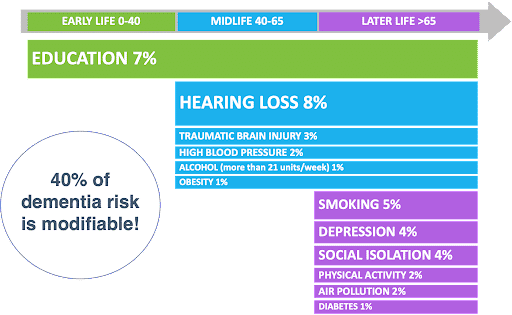 EARLY LIFE 0-40
MIDLIFE 40-65
LATER LIFE >65
EDUCATION 7%
HEARING LOSS 8%
TRAUMATIC BRAIN INJURY 3%
HIGH BLOOD PRESSURE 2%
ALCOHOL (more than 21 units/week) 1%
OBESITY 1%
40% of
dementia risk
is modifiable!
SMOKING 5%
DEPRESSION 4%
SOCIAL ISOLATION 4%
PHYSICAL ACTIVITY 2%
AIR POLLUTION 2%
DIABETES 1%